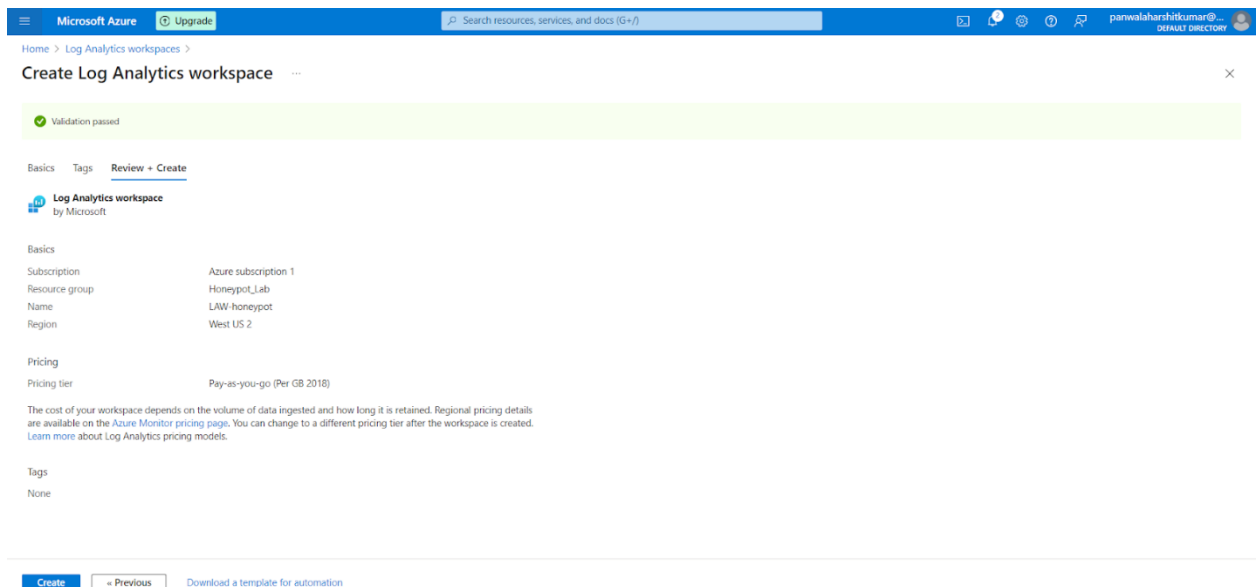 Microsoft Azure
Upgrade
Search resources, services, and docs (G+/)
2
panwalaharshitkumar@...
DEFAULT DIRECTORY
Home > Log Analytics workspaces >
Create Log Analytics workspace ...
Validation passed
Basics Tags Review + Create
Log Analytics workspace
by Microsoft
Basics
Subscription Azure subscription 1
Resource group Honeypot_Lab
Name LAW-honeypot
Region West US 2
Pricing
Pricing tier Pay-as-you-go (Per GB 2018)
The cost of your workspace depends on the volume of data ingested and how long it is retained. Regional pricing details
are available on the Azure Monitor pricing page. You can change to a different pricing tier after the workspace is created.
Learn more about Log Analytics pricing models.
Tags
None
Create « Previous Download a template for automation